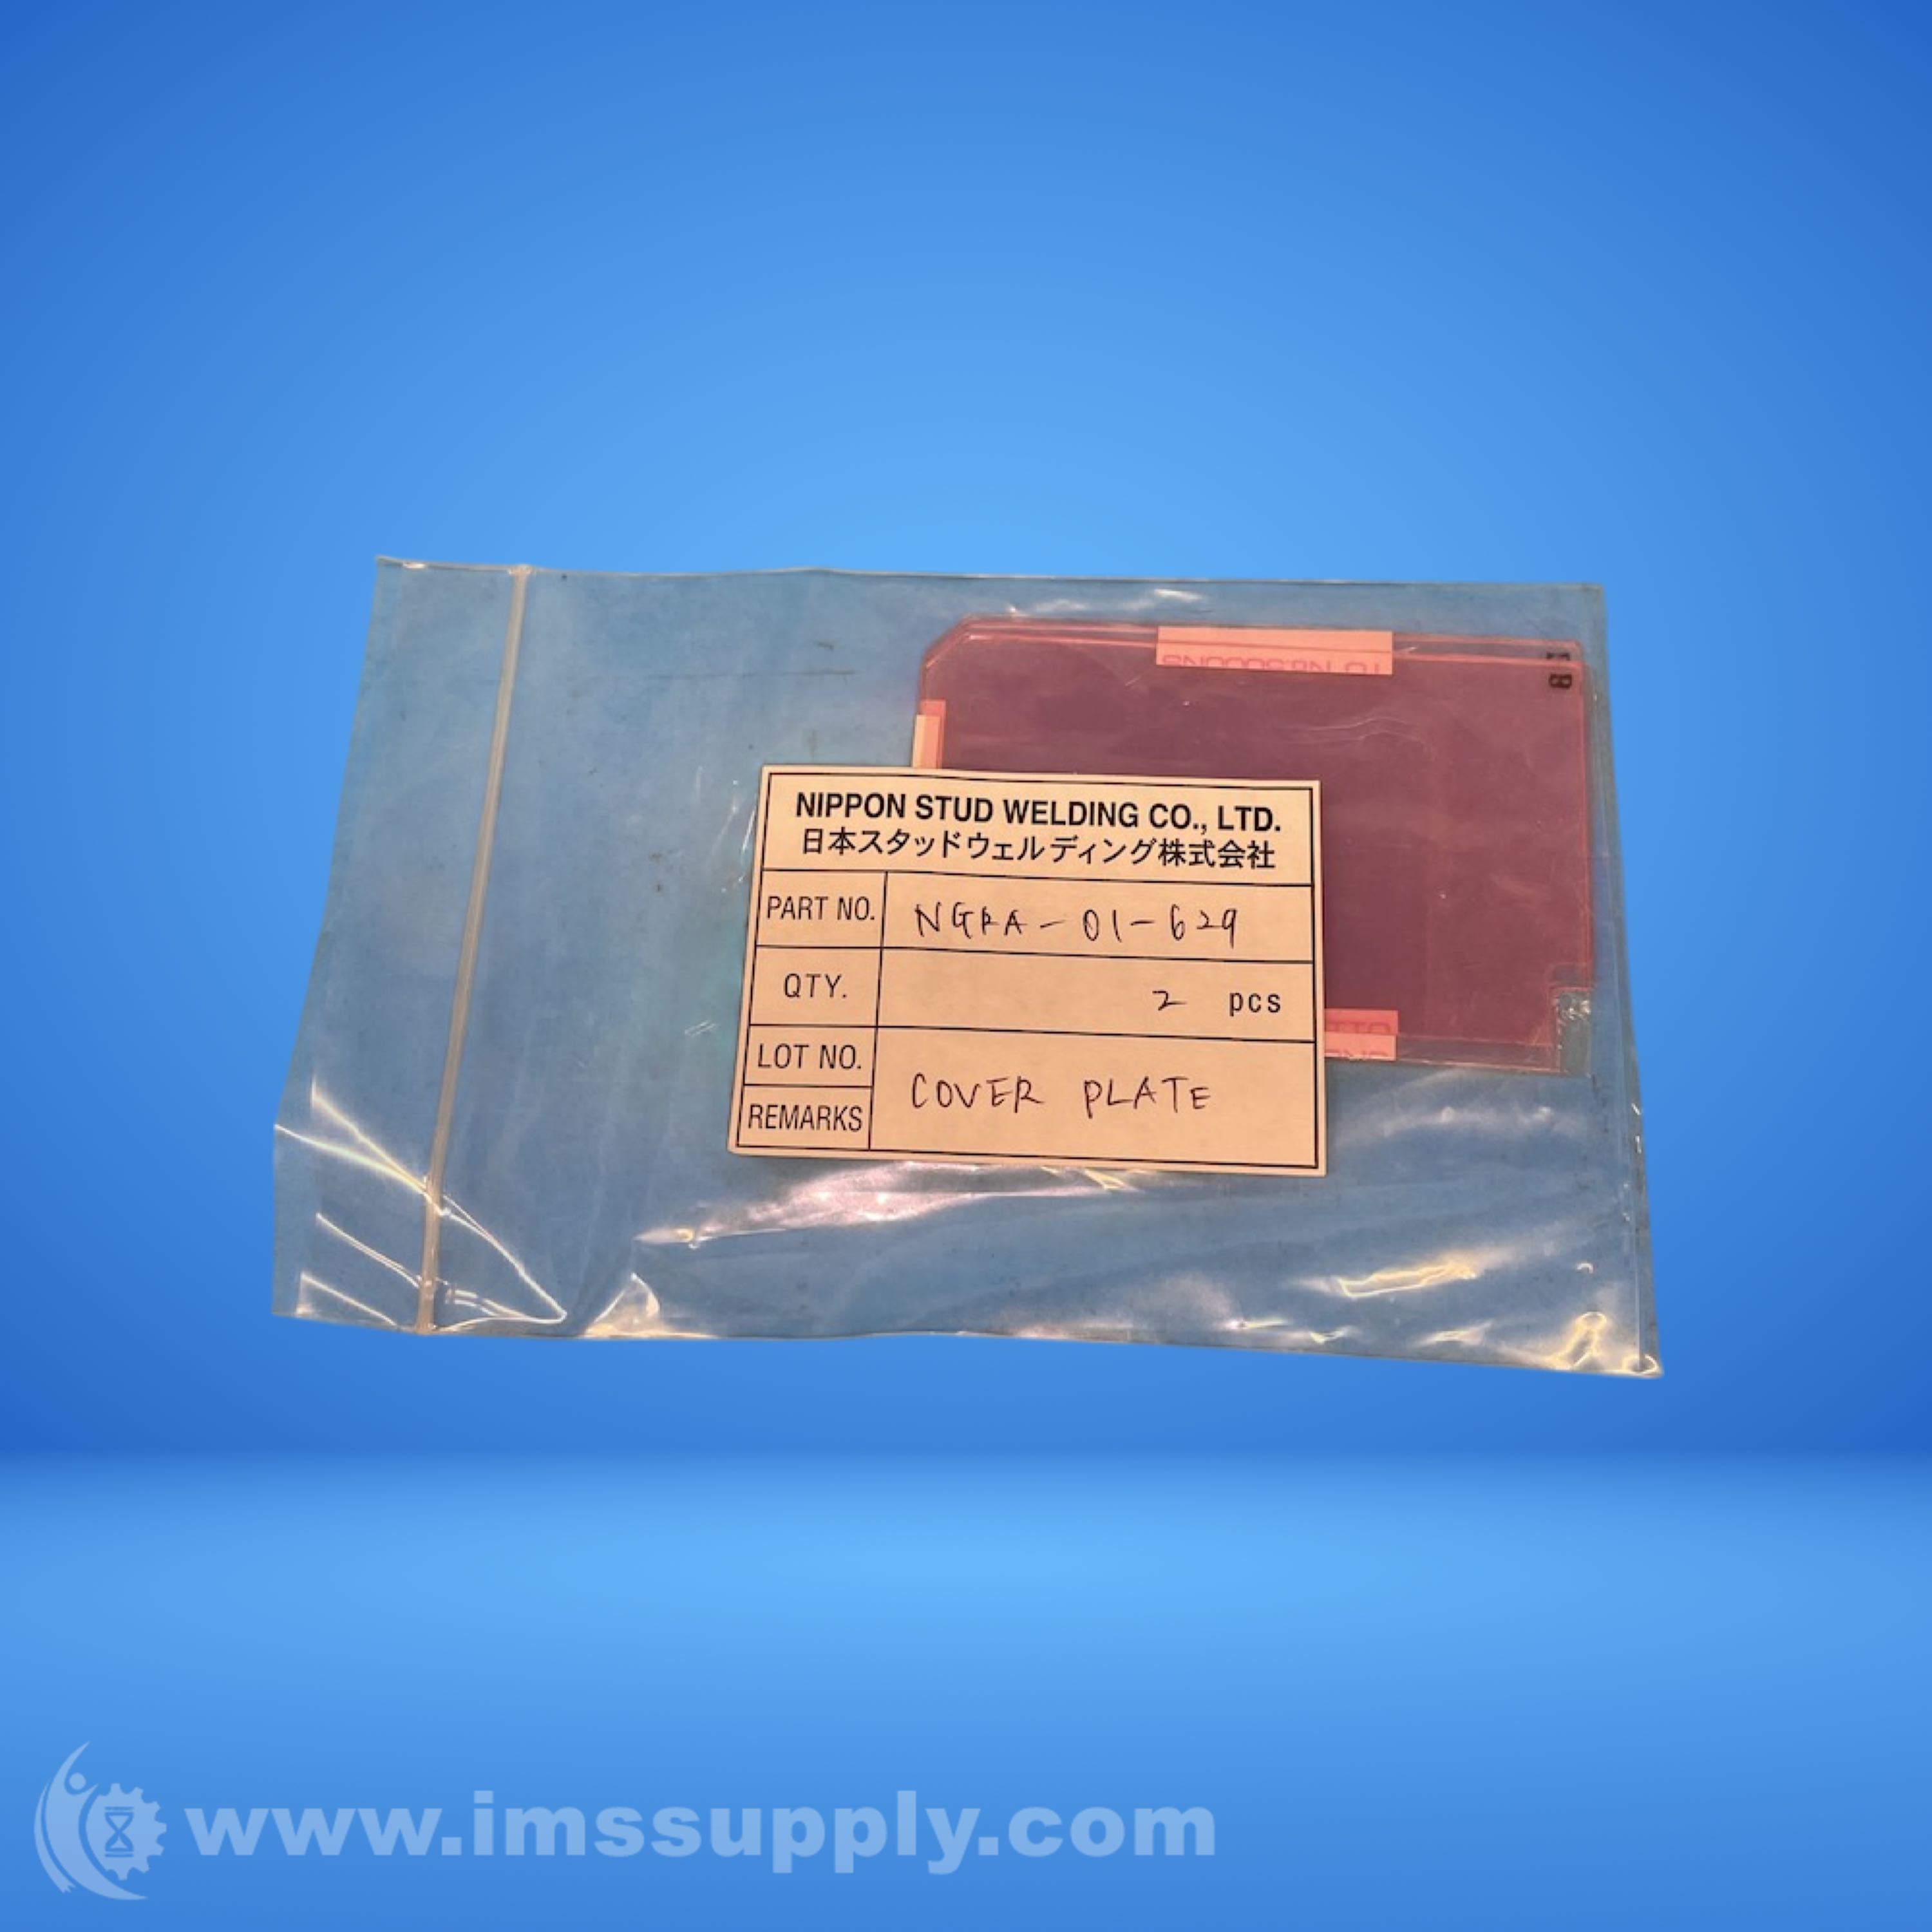 NIPPON STUD WELDING CO., LTD.
日本スタッドウェルディング株式会社
PART NO. NGRA-01-629
QTY. 2 pcs
LOT NO.
REMARKS
COVER PLATE
www.imssupply.com